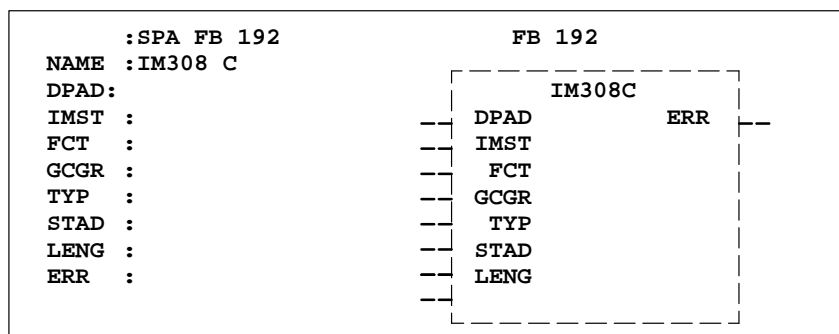 :SPA FB 192
NAME :IM308 C
DPAD:
IMST :
FCT :
GCGR :
TYP :
STAD :
LENG :
ERR :
FB 192
IM308C
DPAD ERR
IMST
FCT
GCGR
TYP
STAD
LENG